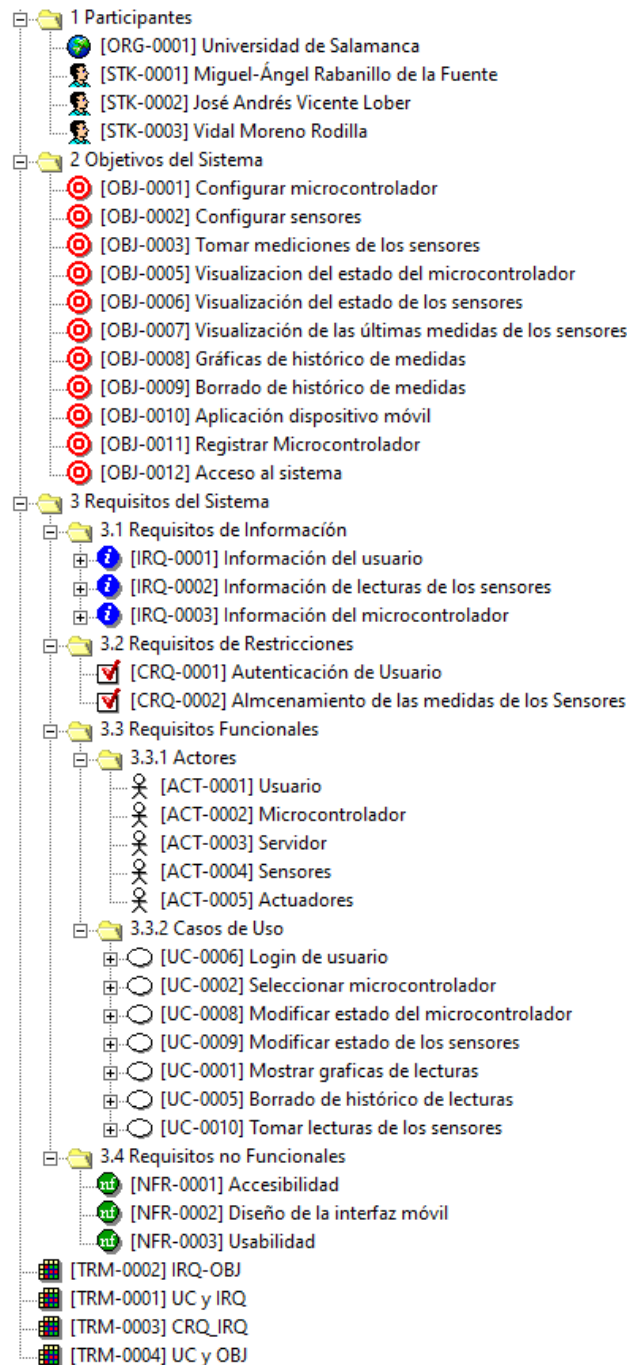 1 Participantes
[ORG-0001] Universidad de Salamanca
[STK-0001] Miguel-Ángel Rabanillo de la Fuente
[STK-0002] José Andrés Vicente Lober
[STK-0003] Vidal Moreno Rodilla
2 Objetivos del Sistema
[OBJ-0001] Configurar microcontrolador
[OBJ-0002] Configurar sensores
[OBJ-0003] Tomar mediciones de los sensores
[OBJ-0005] Visualizacion del estado del microcontrolador
[OBJ-0006] Visualización del estado de los sensores
[OBJ-0007] Visualización de las últimas medidas de los sensores
[OBJ-0008] Gráficas de histórico de medidas
[OBJ-0009] Borrado de histórico de medidas
[OBJ-0010] Aplicación dispositivo móvil
[OBJ-0011] Registrar Microcontrolador
[OBJ-0012] Acceso al sistema
3 Requisitos del Sistema
3.1 Requisitos de Informacíón
i [IRQ-0001] Información del usuario
i [IRQ-0002] Información de lecturas de los sensores
i [IRQ-0003] Información del microcontrolador
3.2 Requisitos de Restricciones
[CRQ-0001] Autenticación de Usuario
[CRQ-0002] Almcenamiento de las medidas de los Sensores
3.3 Requisitos Funcionales
3.3.1 Actores
[ACT-0001] Usuario
[ACT-0002] Microcontrolador
[ACT-0003] Servidor
[ACT-0004] Sensores
[ACT-0005] Actuadores
3.3.2 Casos de Uso
[UC-0006] Login de usuario
[UC-0002] Seleccionar microcontrolador
[UC-0008] Modificar estado del microcontrolador
[UC-0009] Modificar estado de los sensores
[UC-0001] Mostrar graficas de lecturas
[UC-0005] Borrado de histórico de lecturas
[UC-0010] Tomar lecturas de los sensores
3.4 Requisitos no Funcionales
nf [NFR-0001] Accesibilidad
nf [NFR-0002] Diseño de la interfaz móvil
nf [NFR-0003] Usabilidad
[TRM-0002] IRQ-OBJ
[TRM-0001] UC y IRQ
[TRM-0003] CRQ_IRQ
[TRM-0004] UC y OBJ